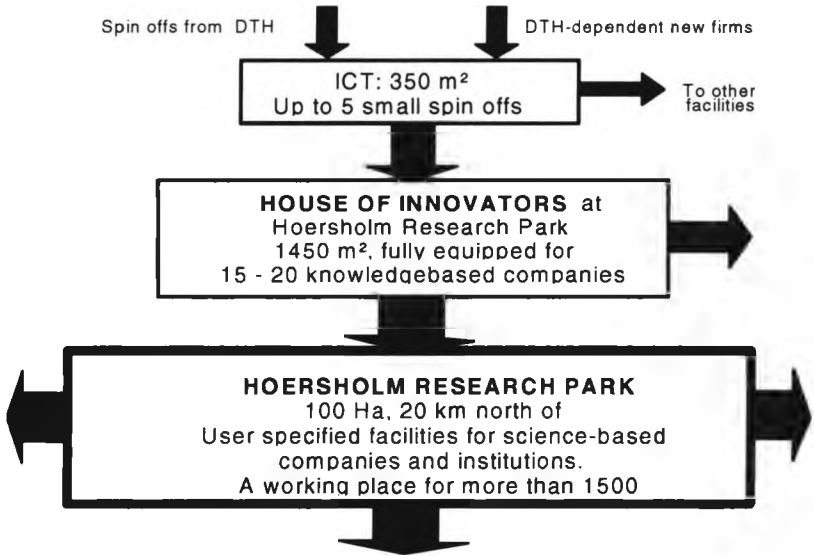 Spin offs from DTH
DTH-dependent new firms
ICT: 350 m²
Up to 5 small spin offs
To other
facilities
HOUSE OF INNOVATORS at
Hoersholm Research Park
1450 m², fully equipped for
15 - 20 knowledgebased companies
HOERSHOLM RESEARCH PARK
100 Ha, 20 km north of
User specified facilities for science-based
companies and institutions.
A working place for more than 1500